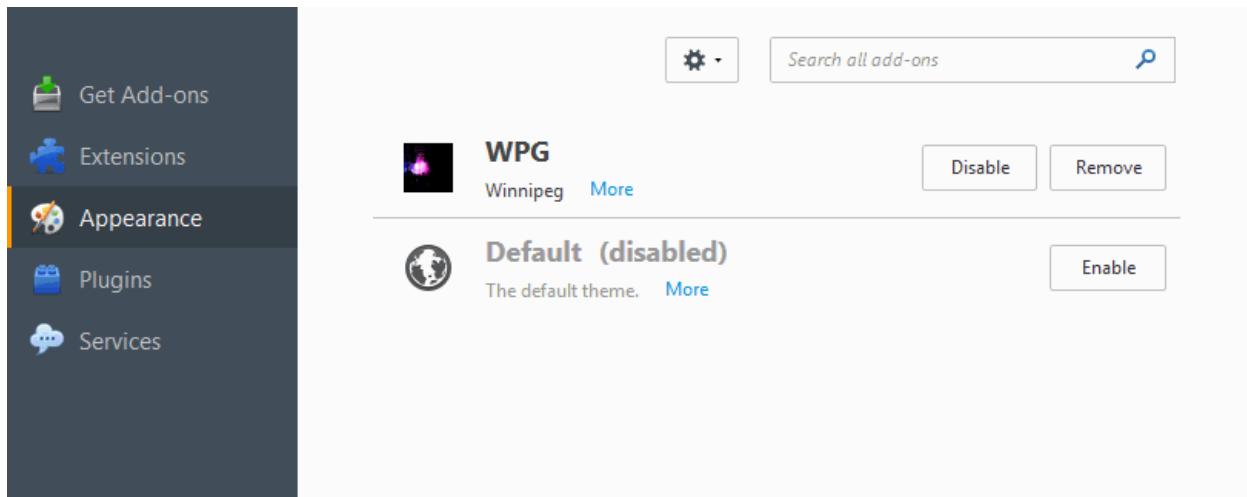 Get Add-ons
Extensions
Appearance
Plugins
Services
Search all add-ons
WPG
Winnipeg More
Disable Remove
Default (disabled)
The default theme. More
Enable